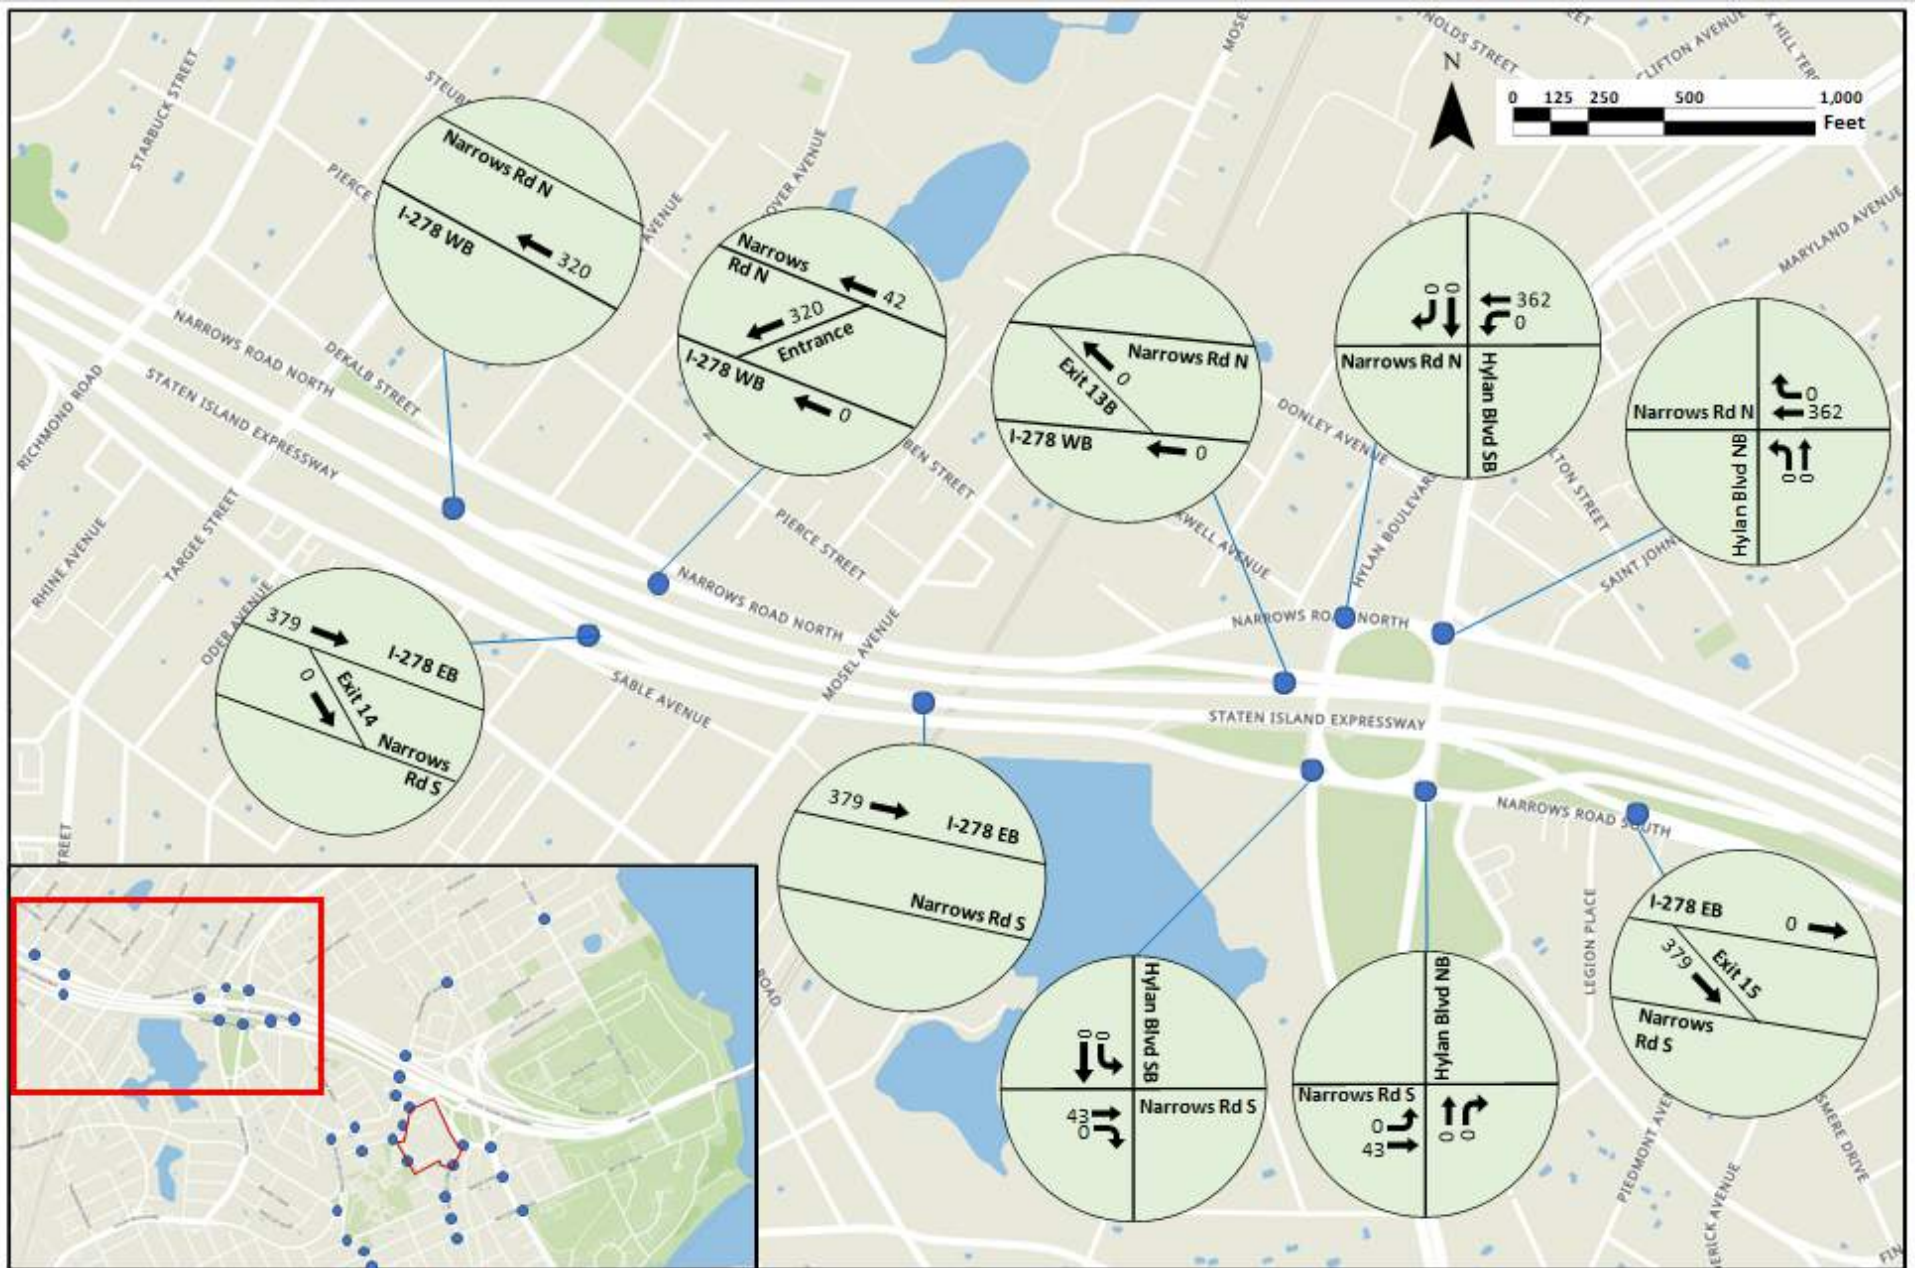 STARBUCK STREET
PIERCE
AVENUE
MOSEL AVENUE
CLIFTON AVENUE
MARYLAND AVENUE
N
0 125 250 500 1,000
Feet
Narrows Rd N
I-278 WB
320
Narrows
Rd N
42
320
Entrance
I-278 WB
0
Narrows Rd N
Exit 13B
0
I-278 WB
0
0
0
362
0
Narrows Rd N
Hylan Blvd SB
0
362
Narrows Rd N
Hylan Blvd NB
0
0
RICHMOND ROAD
NARROWS ROAD NORTH
DEKALB STREET
STATEN ISLAND EXPRESSWAY
RHINE AVENUE
TARGEE STREET
ODER AVENUE
PIERCE STREET
DONLEY AVENUE
HYLAN BOULEVARD
SAINT JOHN
NARROWS ROAD NORTH
NARROWS ROAD NORTH
SABLE AVENUE
STATEN ISLAND EXPRESSWAY
NARROWS ROAD SOUTH
379
I-278 EB
0
Exit 14
Narrows
Rd S
379
I-278 EB
Narrows Rd S
Hylan Blvd SB
0
0
43
0
Narrows Rd S
Hylan Blvd NB
Narrows Rd S
0
43
0
0
I-278 EB
0
379
Exit 15
Narrows
Rd S
LEGION PLACE
STREET
ROAD